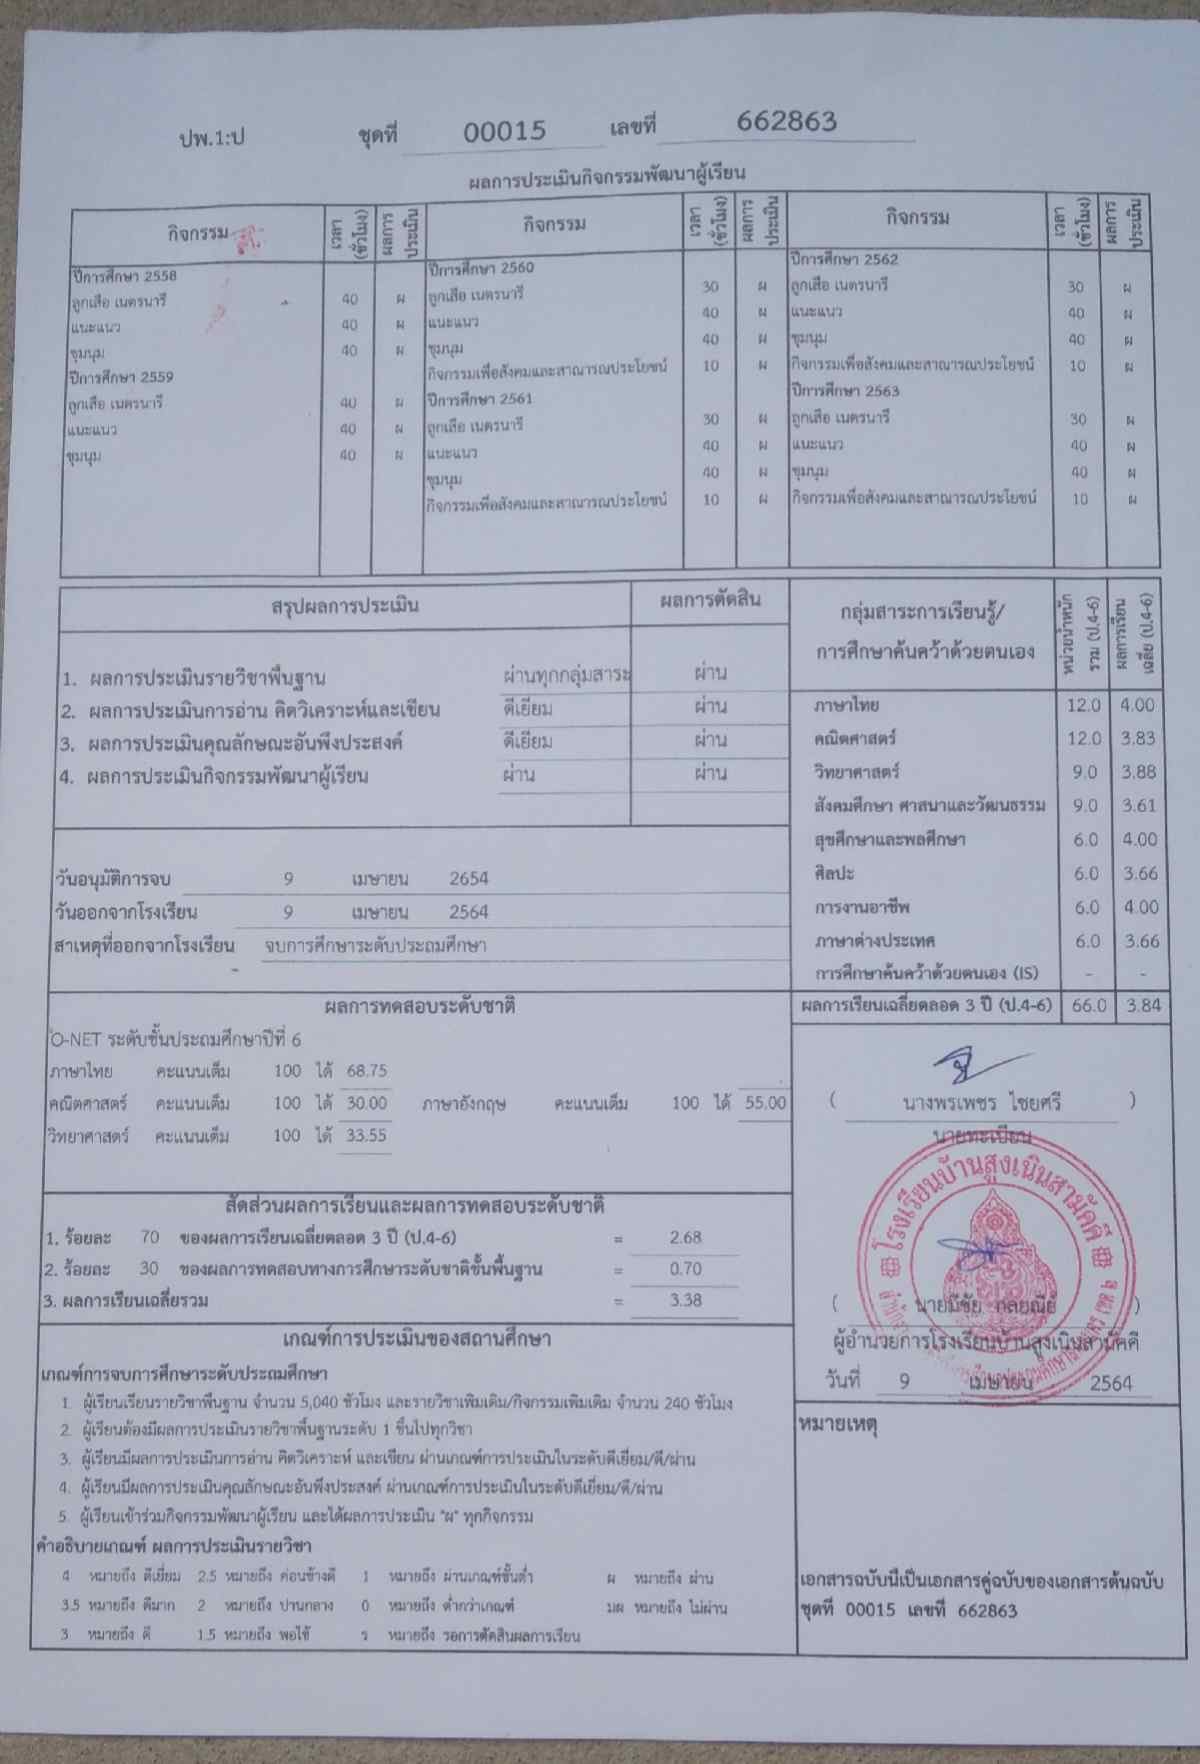 ปพ.1:ป ชุดที่ 00015 เลขที่ 662863
ผลการประเมินกิจกรรมพัฒนาผู้เรียน
กิจกรรม เวลา (ชั่วโมง) ผลการประเมิน กิจกรรม เวลา (ชั่วโมง) ผลการประเมิน กิจกรรม เวลา (ชั่วโมง) ผลการประเมิน
ปีการศึกษา 2558
ลูกเสือ เนตรนารี 40 ผ
แนะแนว 40 ผ
ชุมนุม 40 ผ
ปีการศึกษา 2559
ลูกเสือ เนตรนารี 40 ผ
แนะแนว 40 ผ
ชุมนุม 40 ผ
ปีการศึกษา 2560
ลูกเสือ เนตรนารี 30 ผ
แนะแนว 40 ผ
ชุมนุม 40 ผ
กิจกรรมเพื่อสังคมและสาณารณประโยชน์ 10 ผ
ปีการศึกษา 2561
ลูกเสือ เนตรนารี 30 ผ
แนะแนว 40 ผ
ชุมนุม 40 ผ
กิจกรรมเพื่อสังคมและสาณารณประโยชน์ 10 ผ
ปีการศึกษา 2562
ลูกเสือ เนตรนารี 30 ผ
แนะแนว 40 ผ
ชุมนุม 40 ผ
กิจกรรมเพื่อสังคมและสาณารณประโยชน์ 10 ผ
ปีการศึกษา 2563
ลูกเสือ เนตรนารี 30 ผ
แนะแนว 40 ผ
ชุมนุม 40 ผ
กิจกรรมเพื่อสังคมและสาณารณประโยชน์ 10 ผ
สรุปผลการประเมิน ผลการตัดสิน
1. ผลการประเมินรายวิชาพื้นฐาน ผ่านทุกกลุ่มสาระ ผ่าน
2. ผลการประเมินการอ่าน คิดวิเคราะห์และเขียน ดีเยี่ยม ผ่าน
3. ผลการประเมินคุณลักษณะอันพึงประสงค์ ดีเยี่ยม ผ่าน
4. ผลการประเมินกิจกรรมพัฒนาผู้เรียน ผ่าน ผ่าน
วันอนุมัติการจบ 9 เมษายน 2654
วันออกจากโรงเรียน 9 เมษายน 2564
สาเหตุที่ออกจากโรงเรียน จบการศึกษาระดับประถมศึกษา
กลุ่มสาระการเรียนรู้/
การศึกษาค้นคว้าด้วยตนเอง
หน่วยน้ำหนัก รวม (ป.4-6) ผลการเรียน เฉลี่ย (ป.4-6)
ภาษาไทย 12.0 4.00
คณิตศาสตร์ 12.0 3.83
วิทยาศาสตร์ 9.0 3.88
สังคมศึกษา ศาสนาและวัฒนธรรม 9.0 3.61
สุขศึกษาและพลศึกษา 6.0 4.00
ศิลปะ 6.0 3.66
การงานอาชีพ 6.0 4.00
ภาษาต่างประเทศ 6.0 3.66
การศึกษาค้นคว้าด้วยตนเอง (IS) - -
ผลการเรียนเฉลี่ยตลอด 3 ปี (ป.4-6) 66.0 3.84
ผลการทดสอบระดับชาติ
O-NET ระดับชั้นประถมศึกษาปีที่ 6
ภาษาไทย คะแนนเต็ม 100 ได้ 68.75
คณิตศาสตร์ คะแนนเต็ม 100 ได้ 30.00 ภาษาอังกฤษ คะแนนเต็ม 100 ได้ 55.00
วิทยาศาสตร์ คะแนนเต็ม 100 ได้ 33.55
สัดส่วนผลการเรียนและผลการทดสอบระดับชาติ
1. ร้อยละ 70 ของผลการเรียนเฉลี่ยตลอด 3 ปี (ป.4-6) = 2.68
2. ร้อยละ 30 ของผลการทดสอบทางการศึกษาระดับชาติขั้นพื้นฐาน = 0.70
3. ผลการเรียนเฉลี่ยรวม = 3.38
เกณฑ์การประเมินของสถานศึกษา
เกณฑ์การจบการศึกษาระดับประถมศึกษา
1. ผู้เรียนเรียนรายวิชาพื้นฐาน จำนวน 5,040 ชั่วโมง และรายวิชาเพิ่มเติม/กิจกรรมเพิ่มเติม จำนวน 240 ชั่วโมง
2. ผู้เรียนต้องมีผลการประเมินรายวิชาพื้นฐานระดับ 1 ขึ้นไปทุกวิชา
3. ผู้เรียนมีผลการประเมินการอ่าน คิดวิเคราะห์ และเขียน ผ่านเกณฑ์การประเมินในระดับดีเยี่ยม/ดี/ผ่าน
4. ผู้เรียนมีผลการประเมินคุณลักษณะอันพึงประสงค์ ผ่านเกณฑ์การประเมินในระดับดีเยี่ยม/ดี/ผ่าน
5. ผู้เรียนเข้าร่วมกิจกรรมพัฒนาผู้เรียน และได้ผลการประเมิน "ผ" ทุกกิจกรรม
คำอธิบายเกณฑ์ ผลการประเมินรายวิชา
4 หมายถึง ดีเยี่ยม 2.5 หมายถึง ค่อนข้างดี 1 หมายถึง ผ่านเกณฑ์ขั้นต่ำ ผ หมายถึง ผ่าน
3.5 หมายถึง ดีมาก 2 หมายถึง ปานกลาง 0 หมายถึง ต่ำกว่าเกณฑ์ มผ หมายถึง ไม่ผ่าน
3 หมายถึง ดี 1.5 หมายถึง พอใช้ ร หมายถึง รอการตัดสินผลการเรียน
( นางพรเพชร ไชยศรี )
นายทะเบียน
โรงเรียนบ้านสูงเนินสามัคคี
( นายมีชัย กลยณีย์ )
ผู้อำนวยการโรงเรียนบ้านสูงเนินสามัคคี
วันที่ 9 เมษายน 2564
หมายเหตุ
เอกสารฉบับนี้เป็นเอกสารคู่ฉบับของเอกสารต้นฉบับ
ชุดที่ 00015 เลขที่ 662863